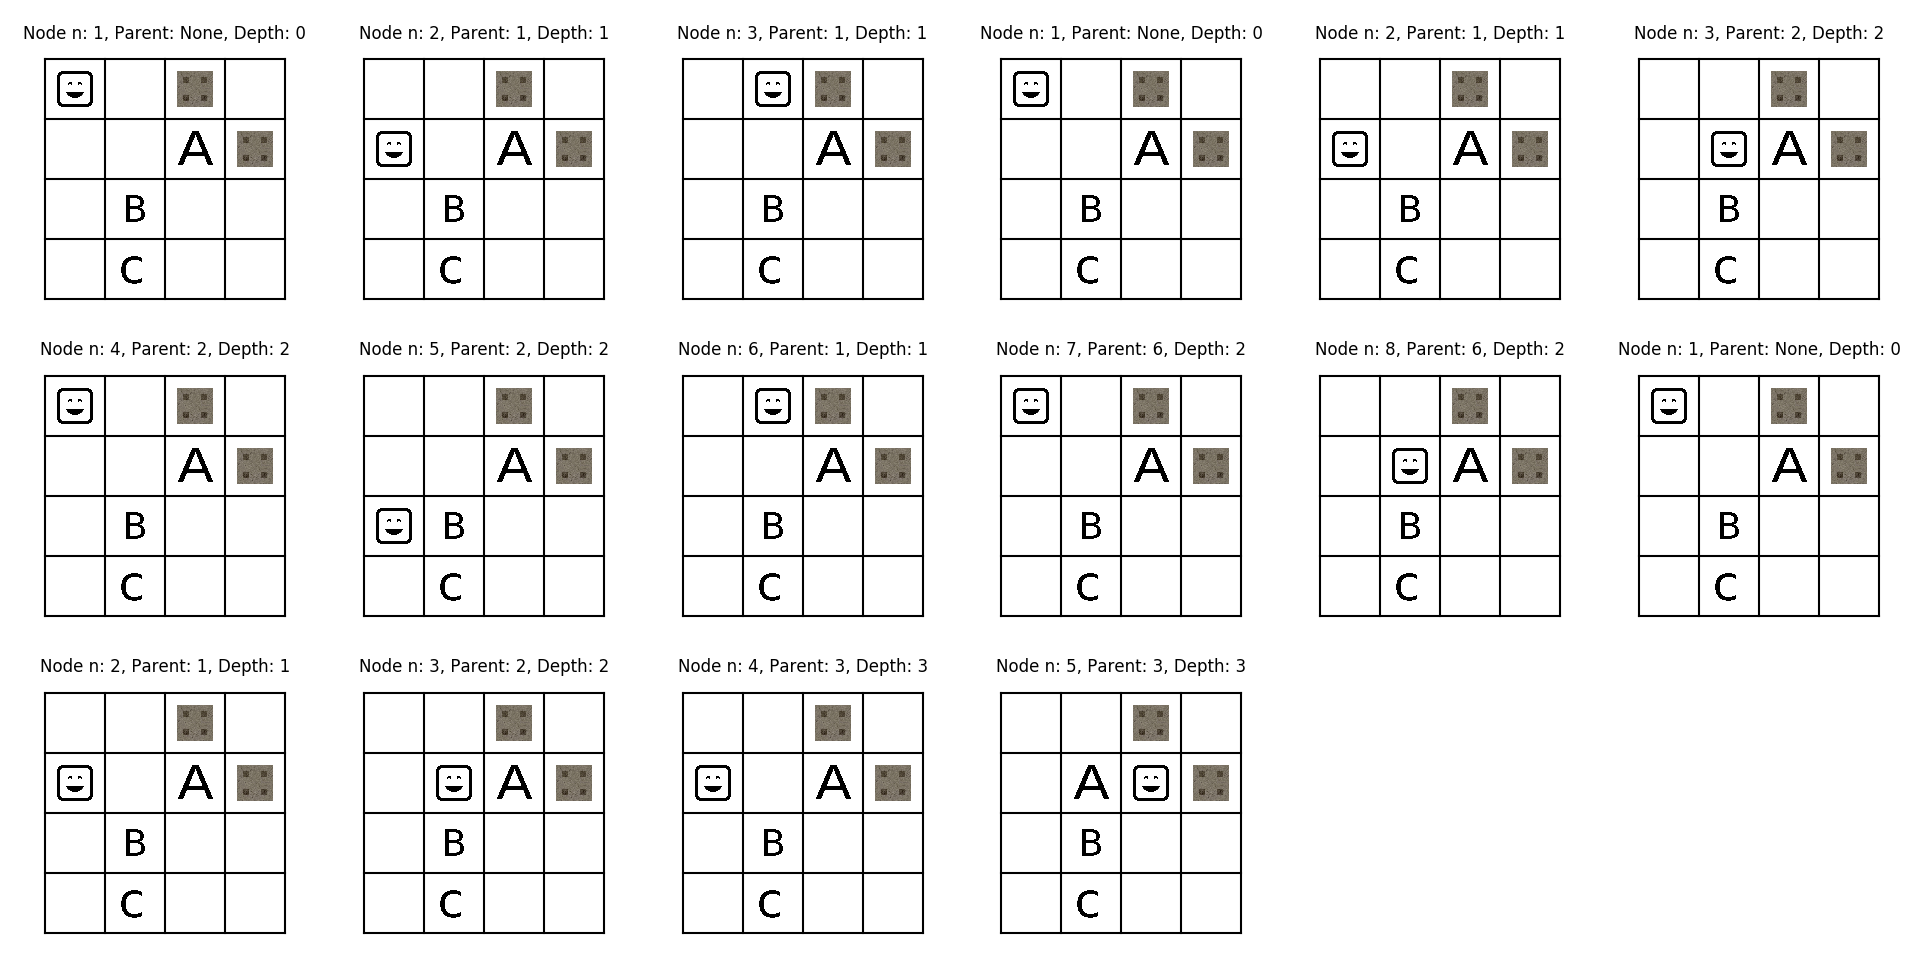 Node n: 1, Parent: None, Depth: 0
Node n: 2, Parent: 1, Depth: 1
Node n: 3, Parent: 1, Depth: 1
Node n: 1, Parent: None, Depth: 0
Node n: 2, Parent: 1, Depth: 1
Node n: 3, Parent: 2, Depth: 2
A A A A A A
B B B B B B
C C C C C C
Node n: 4, Parent: 2, Depth: 2
Node n: 5, Parent: 2, Depth: 2
Node n: 6, Parent: 1, Depth: 1
Node n: 7, Parent: 6, Depth: 2
Node n: 8, Parent: 6, Depth: 2
Node n: 1, Parent: None, Depth: 0
A A A A A A
B B B B B B
C C C C C C
Node n: 2, Parent: 1, Depth: 1
Node n: 3, Parent: 2, Depth: 2
Node n: 4, Parent: 3, Depth: 3
Node n: 5, Parent: 3, Depth: 3
A A A A
B B B B
C C C C